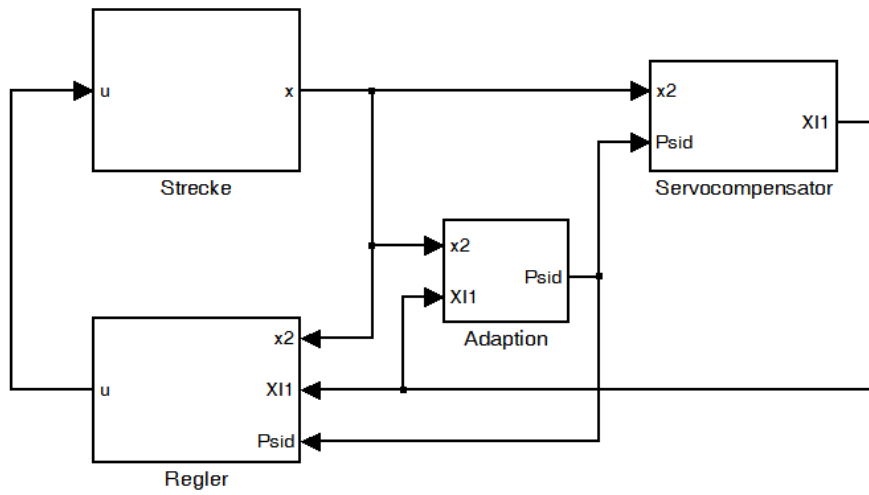 u
x
Strecke
x2
Psid
XI1
Servocompensator
x2
XI1
Psid
Adaption
x2
XI1
Psid
u
Regler